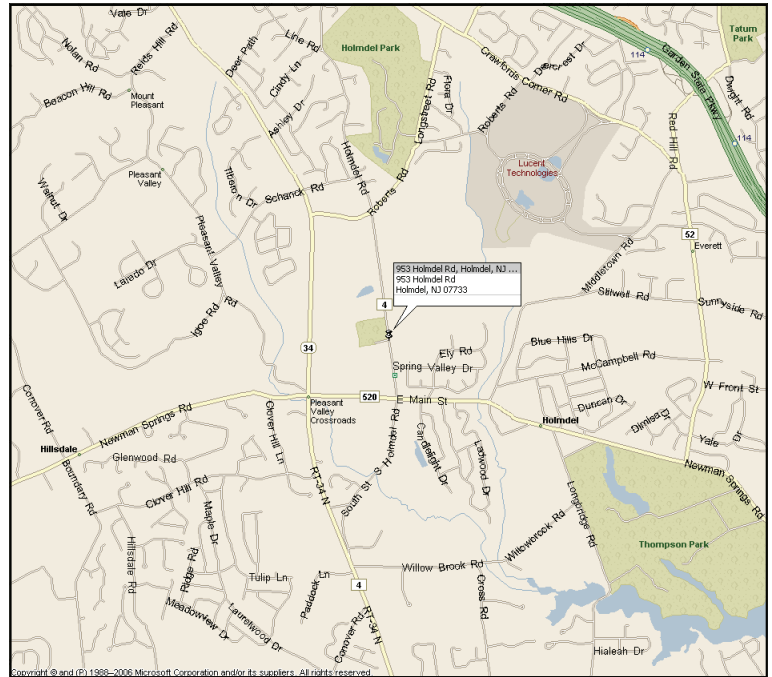 Vale Dr
Nolan Rd
Reids Hill Rd
Beacon Hill Rd
Mount
Pleasant
Deer Path
Line Rd
Cindy Ln
Ashley Dr
Holmdel Park
Longstreet Rd
Flora Dr
Crawfords Corner Rd
Deercrest Dr
Roberts Rd
114
Garden State Pkwy
Tatum
Park
Dwight Rd
114
Red Hill Rd
Lucent
Technologies
Pleasant
Valley
Walnut Dr
Tiberon Dr
Schanck Rd
Holmdel Rd
Roberts Rd
Pleasant Valley
Rd
Laredo Dr
Igoe Rd
52
Everett
Middletown Rd
953 Holmdel Rd, Holmdel, NJ ...
953 Holmdel Rd
Holmdel, NJ 07733
4
Stilwell Rd
Sunnyside Rd
34
Blue Hills Dr
Ely Rd
Spring Valley Dr
McCampbell Rd
W Front St
Conover Rd
520
E Main St
Pleasant
Valley
Crossroads
Newman Springs Rd
Clover Hill Ln
Duncan Dr
Dimisa Dr
Yale Dr
Holmdel
Hillsdale
Glenwood Rd
Boundary Rd
Clover Hill Rd
Maple Dr
RT-34 N
South St
S Holmdel Rd
Candlelight Dr
Ladwood Dr
Newman Springs Rd
Longbridge Rd
Willowbrook Rd
Thompson Park
Hillsdale Rd
Ridge Rd
Tulip Ln
Paddock Ln
Willow Brook Rd
4
Cross Rd
Meadowview Dr
Laurelwood Dr
Conover Rd
RT-34 N
Hialeah Dr
Copyright © and (P) 1988–2006 Microsoft Corporation and/or its suppliers. All rights reserved.